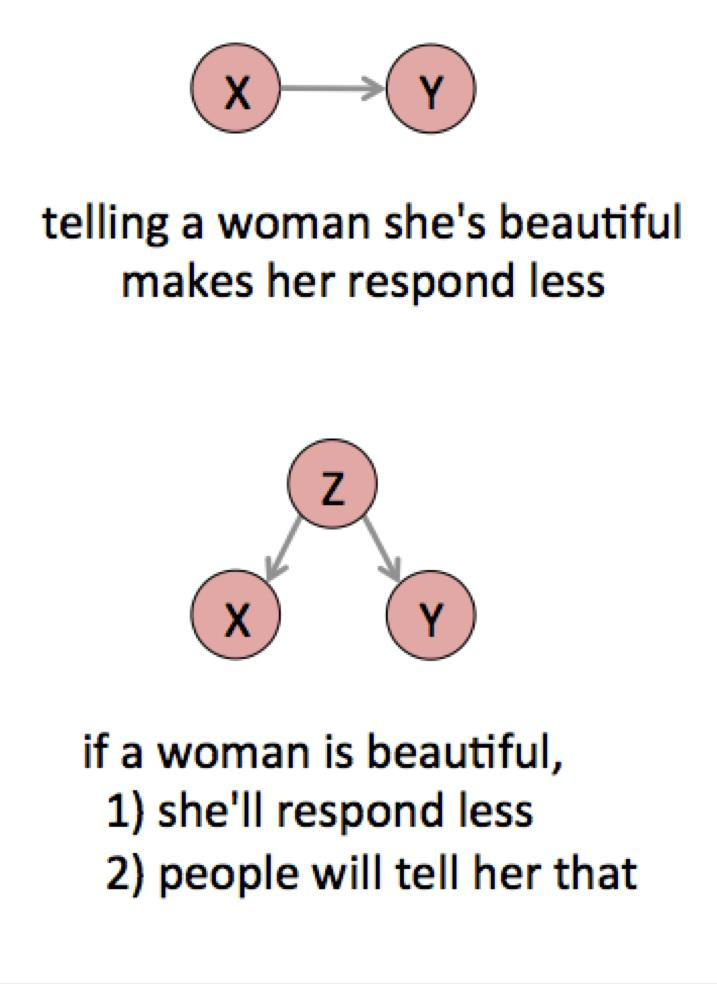 X Y
telling a woman she's beautiful
makes her respond less
Z
X Y
if a woman is beautiful,
1) she'll respond less
2) people will tell her that